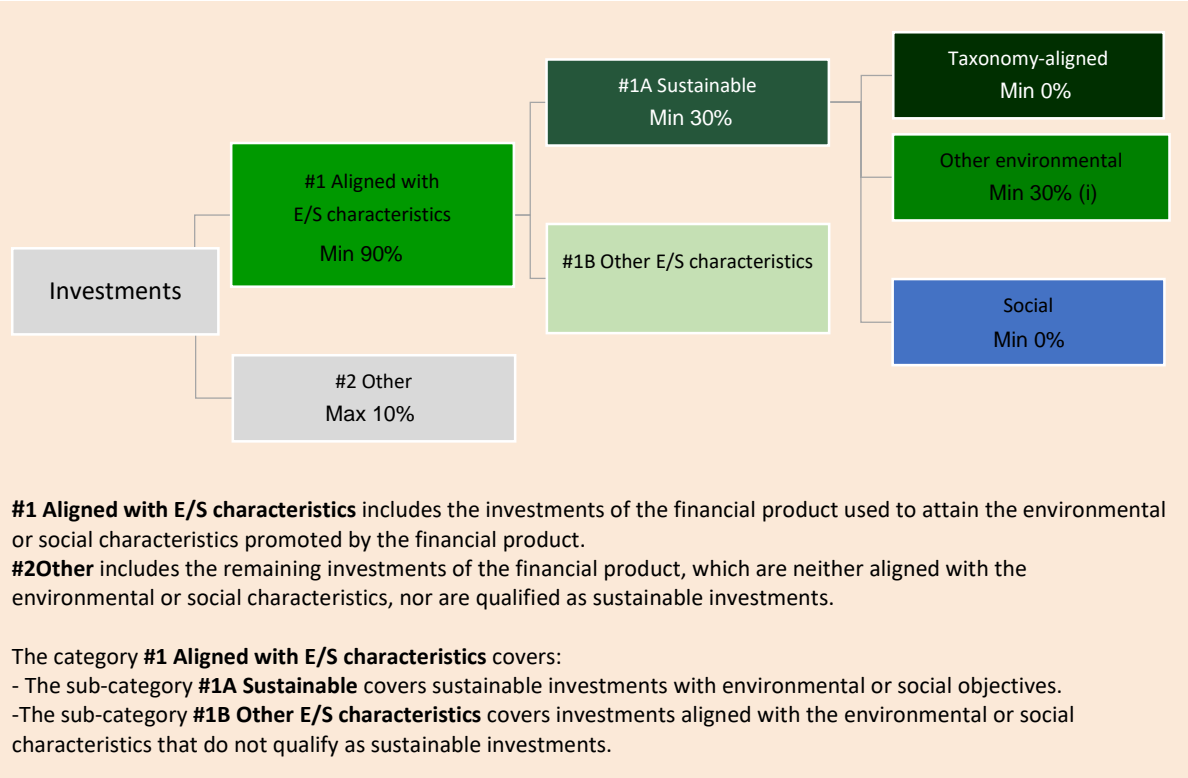 Investments
#1 Aligned with
E/S characteristics
Min 90%
#2 Other
Max 10%
#1A Sustainable
Min 30%
#1B Other E/S characteristics
Taxonomy-aligned
Min 0%
Other environmental
Min 30% (i)
Social
Min 0%
#1 Aligned with E/S characteristics includes the investments of the financial product used to attain the environmental
or social characteristics promoted by the financial product.
#2Other includes the remaining investments of the financial product, which are neither aligned with the
environmental or social characteristics, nor are qualified as sustainable investments.
The category #1 Aligned with E/S characteristics covers:
- The sub-category #1A Sustainable covers sustainable investments with environmental or social objectives.
-The sub-category #1B Other E/S characteristics covers investments aligned with the environmental or social
characteristics that do not qualify as sustainable investments.